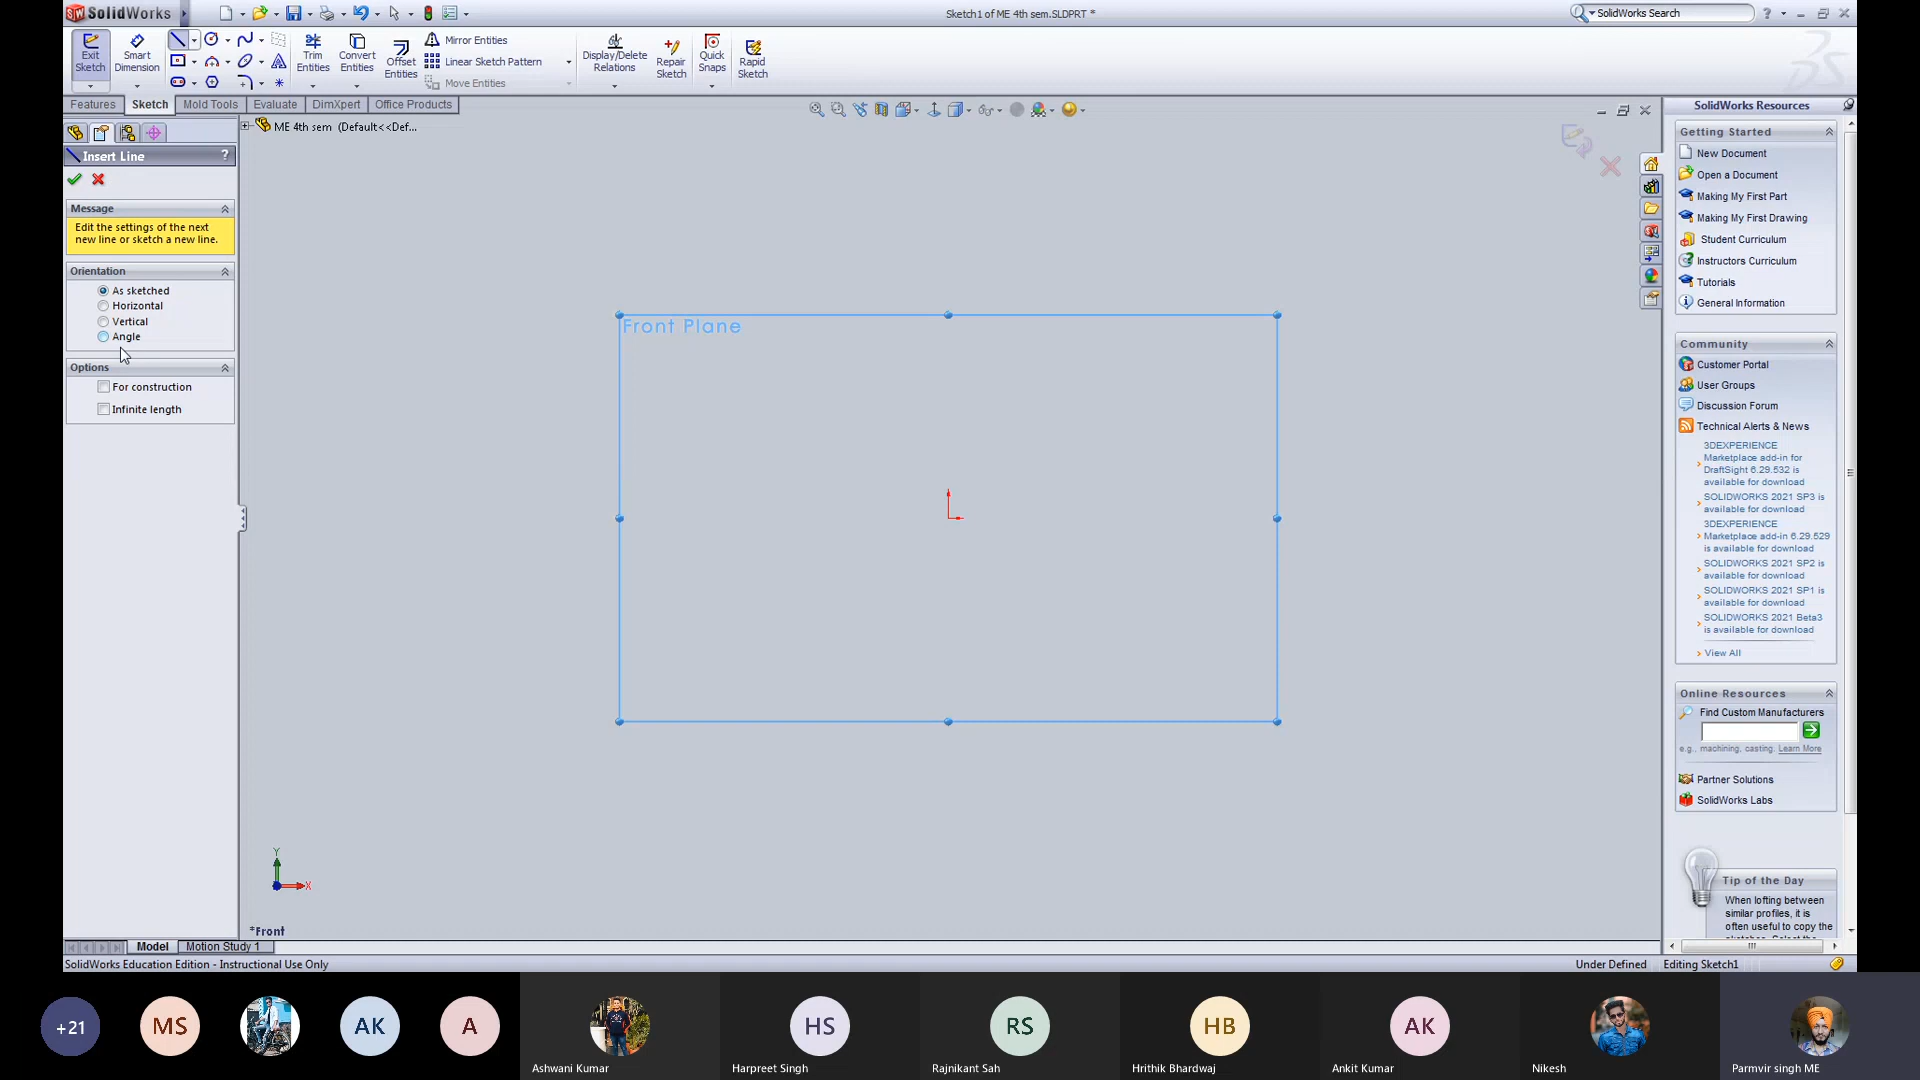 SolidWorks
Sketch1 of ME 4th sem.SLDPRT *
SolidWorks Search
Exit Sketch
Smart Dimension
Trim Entities
Convert Entities
Offset Entities
Mirror Entities
Linear Sketch Pattern
Move Entities
Display/Delete Relations
Repair Sketch
Quick Snaps
Rapid Sketch
Features
Sketch
Mold Tools
Evaluate
DimXpert
Office Products
ME 4th sem (Default<<Def...
Insert Line
?
Message
Edit the settings of the next
new line or sketch a new line.
Orientation
As sketched
Horizontal
Vertical
Angle
Options
For construction
Infinite length
Front Plane
Y
X
*Front
Model
Motion Study 1
SolidWorks Education Edition - Instructional Use Only
Under Defined
Editing Sketch1
SolidWorks Resources
Getting Started
New Document
Open a Document
Making My First Part
Making My First Drawing
Student Curriculum
Instructors Curriculum
Tutorials
General Information
Community
Customer Portal
User Groups
Discussion Forum
Technical Alerts & News
3DEXPERIENCE
Marketplace add-in for
DraftSight 6.29.532 is
available for download
SOLIDWORKS 2021 SP3 is
available for download
3DEXPERIENCE
Marketplace add-in 6.29.529
is available for download
SOLIDWORKS 2021 SP2 is
available for download
SOLIDWORKS 2021 SP1 is
available for download
SOLIDWORKS 2021 Beta3
is available for download
View All
Online Resources
Find Custom Manufacturers
e.g., machining, casting. Learn More
Partner Solutions
SolidWorks Labs
Tip of the Day
When lofting between
similar profiles, it is
often useful to copy the
+21
MS
AK
A
Ashwani Kumar
HS
Harpreet Singh
RS
Rajnikant Sah
HB
Hrithik Bhardwaj
AK
Ankit Kumar
Nikesh
Parmvir singh ME